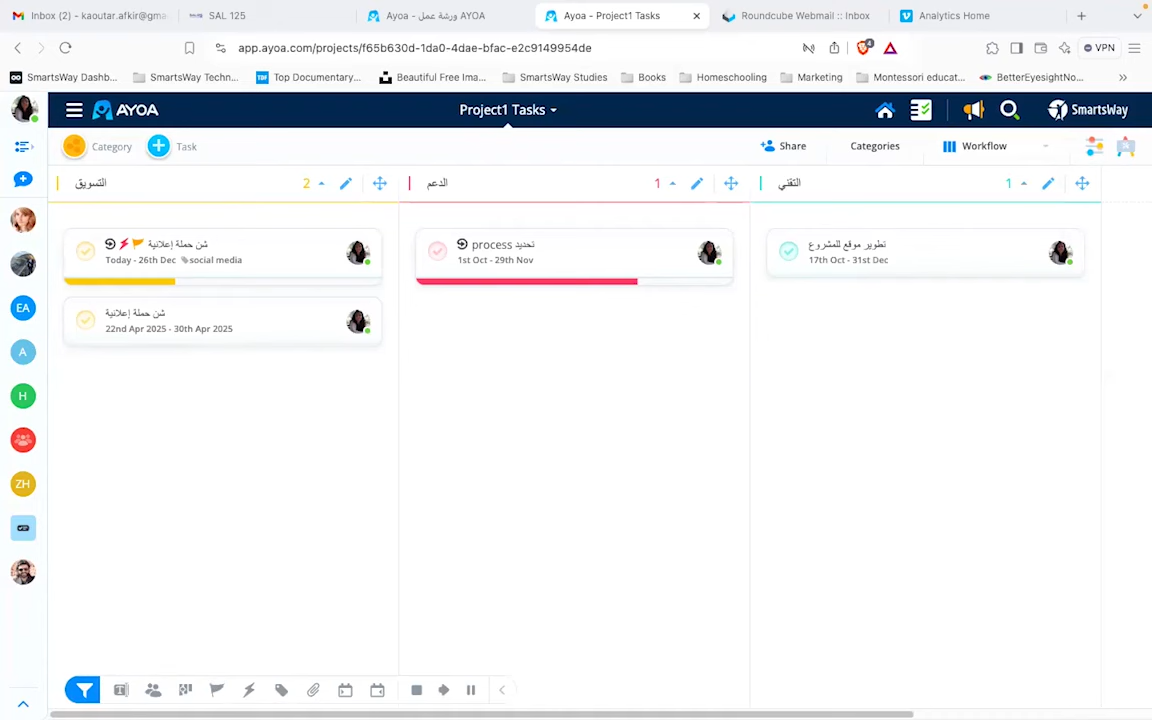 Inbox (2) - kaoutar.afkir@gma
SAL 125
Ayoa - ورشة عمل AYOA
Ayoa - Project1 Tasks
Roundcube Webmail :: Inbox
Analytics Home
app.ayoa.com/projects/f65b630d-1da0-4dae-bfac-e2c9149954de
4
VPN
SmartsWay Dashb...
SmartsWay Techn...
TDF
Top Documentary...
Beautiful Free Ima...
SmartsWay Studies
Books
Homeschooling
Marketing
Montessori educat...
BetterEyesightNo...
AYOA
Project1 Tasks
SmartsWay
Category
Task
Share
Categories
Workflow
التسويق
2
الدعم
1
التقني
1
شن حملة إعلانية
Today - 26th Dec social media
تحديد process
1st Oct - 29th Nov
تطوير موقع للمشروع
17th Oct - 31st Dec
شن حملة إعلانية
22nd Apr 2025 - 30th Apr 2025
EA
A
H
ZH